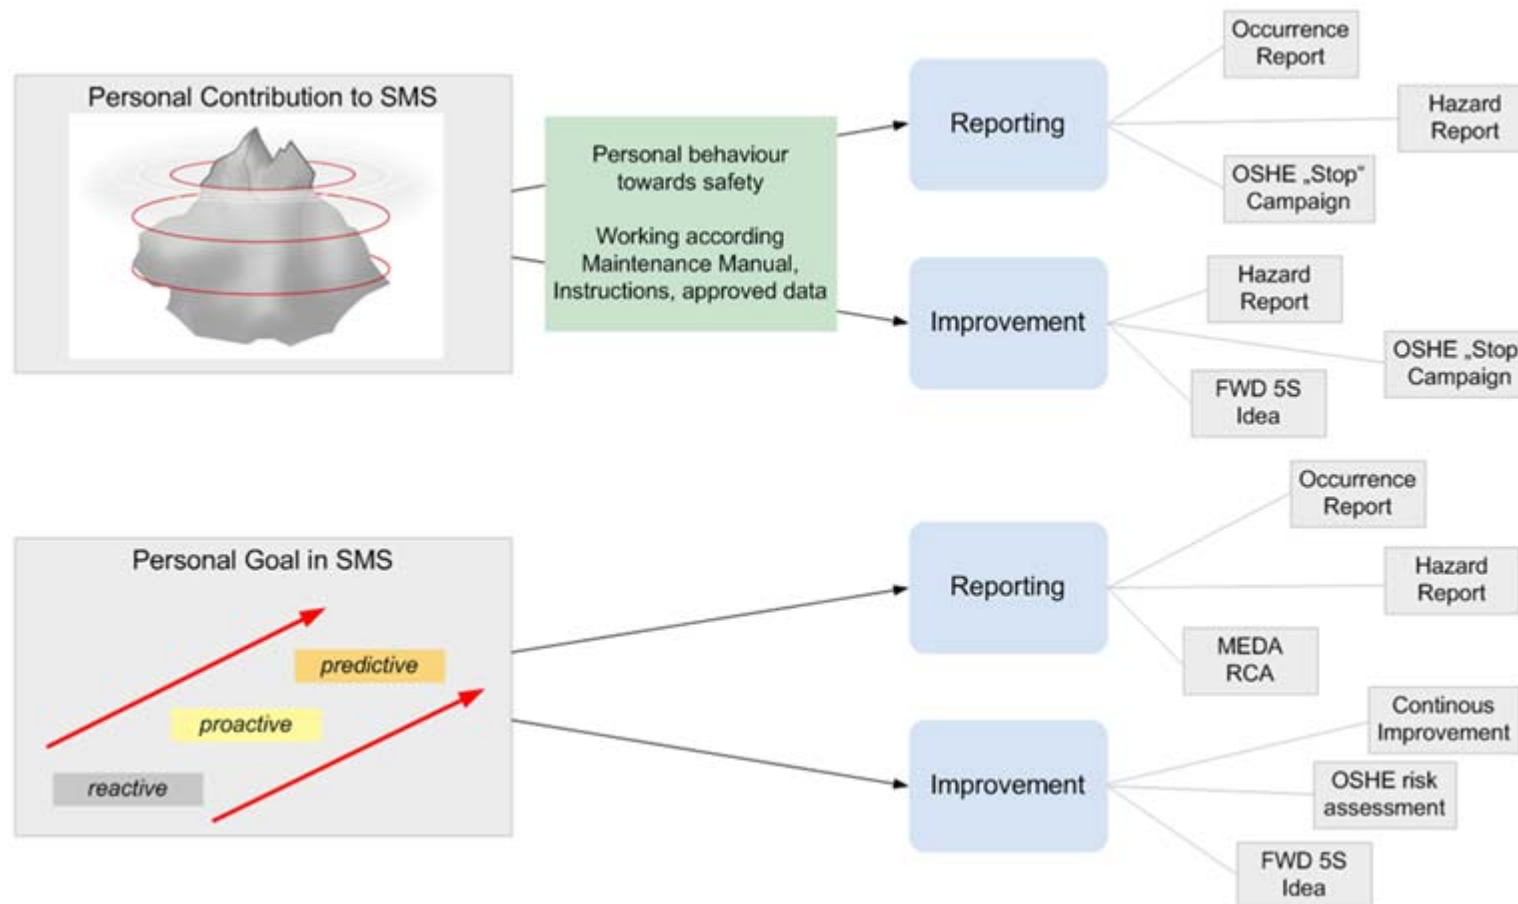 Personal Contribution to SMS
Personal behaviour
towards safety
Working according
Maintenance Manual,
Instructions, approved data
Reporting
Occurrence
Report
Hazard
Report
OSHE „Stop“
Campaign
Improvement
Hazard
Report
OSHE „Stop
Campaign
FWD 5S
Idea
Personal Goal in SMS
predictive
proactive
reactive
Reporting
Occurrence
Report
Hazard
Report
MEDA
RCA
Improvement
Continous
Improvement
OSHE risk
assessment
FWD 5S
Idea